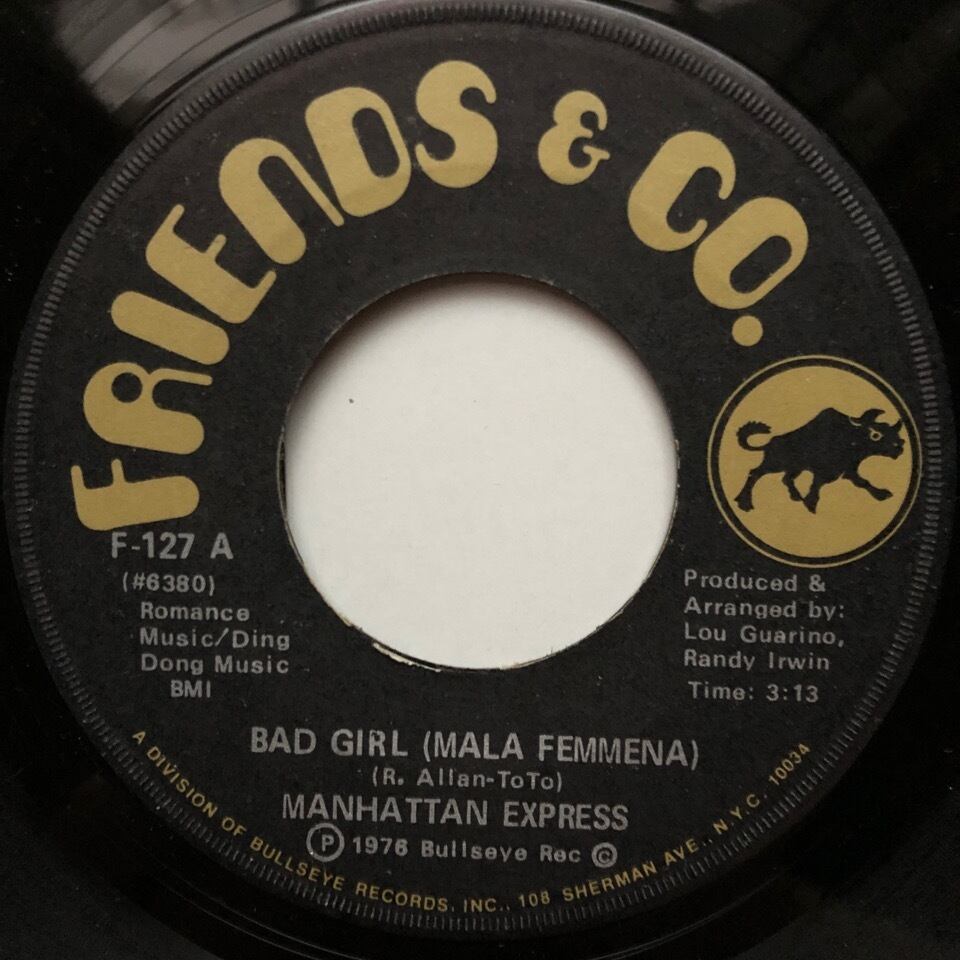 FRIENDS & CO.
F-127 A
(#6380)
Romance
Music/Ding
Dong Music
BMI
Produced &
Arranged by:
Lou Guarino,
Randy Irwin
Time: 3:13
BAD GIRL (MALA FEMMENA)
(R. Allan-ToTo)
MANHATTAN EXPRESS
Ⓟ 1976 Bullseye Rec ©
A DIVISION OF BULLSEYE RECORDS, INC., 108 SHERMAN AVE., N.Y.C. 10034